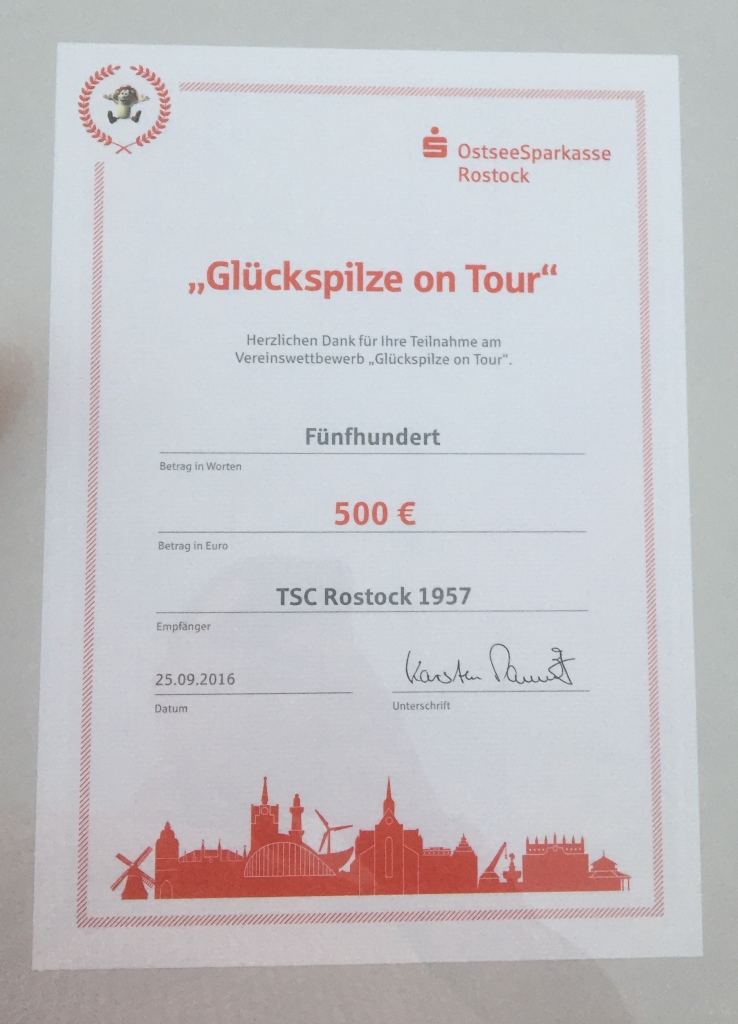 OstseeSparkasse
Rostock
„Glückspilze on Tour“
Herzlichen Dank für Ihre Teilnahme am
Vereinswettbewerb „Glückspilze on Tour“.
Fünfhundert
Betrag in Worten
500 €
Betrag in Euro
TSC Rostock 1957
Empfänger
25.09.2016
Datum
Karsten
Unterschrift